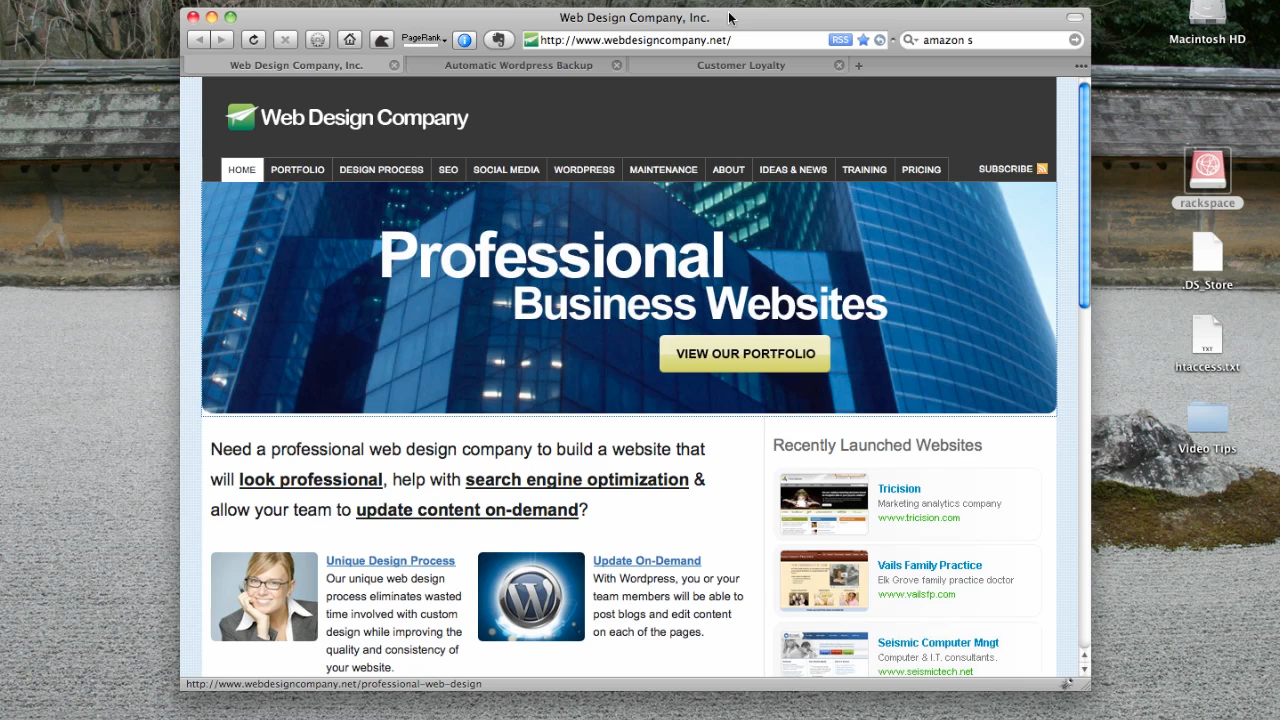 Web Design Company, Inc.
PageRank
http://www.webdesigncompany.net/
RSS
amazon s
Web Design Company, Inc.
Automatic Wordpress Backup
Customer Loyalty
Web Design Company
HOME
PORTFOLIO
DESIGN PROCESS
SEO
SOCIAL MEDIA
WORDPRESS
MAINTENANCE
ABOUT
IDEAS & NEWS
TRAINING
PRICING
SUBSCRIBE
Professional
Business Websites
VIEW OUR PORTFOLIO
Need a professional web design company to build a website that
will look professional, help with search engine optimization &
allow your team to update content on-demand?
Unique Design Process
Our unique web design
process eliminates wasted
time involved with custom
design while improving the
quality and consistency of
your website.
Update On-Demand
With Wordpress, you or your
team members will be able to
post blogs and edit content
on each of the pages.
Recently Launched Websites
Tricision
Marketing analytics company
www.tricision.com
Vails Family Practice
Elk Grove family practice doctor
www.vailsfp.com
Seismic Computer Mngt
Computer & I.T. consultants.
www.seismictech.net
http://www.webdesigncompany.net/professional-web-design
Macintosh HD
rackspace
.DS_Store
TXT
htaccess.txt
Video Tips